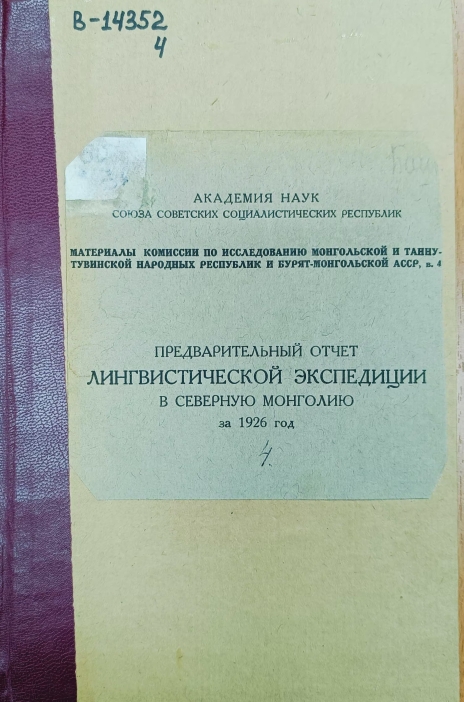 В-14352
4
АКАДЕМИЯ НАУК
СОЮЗА СОВЕТСКИХ СОЦИАЛИСТИЧЕСКИХ РЕСПУБЛИК
МАТЕРИАЛЫ КОМИССИИ ПО ИССЛЕДОВАНИЮ МОНГОЛЬСКОЙ И ТАННУ-
ТУВИНСКОЙ НАРОДНЫХ РЕСПУБЛИК И БУРЯТ-МОНГОЛЬСКОЙ АССР, в. 4
ПРЕДВАРИТЕЛЬНЫЙ ОТЧЕТ
ЛИНГВИСТИЧЕСКОЙ ЭКСПЕДИЦИИ
В СЕВЕРНУЮ МОНГОЛИЮ
за 1926 год
4.